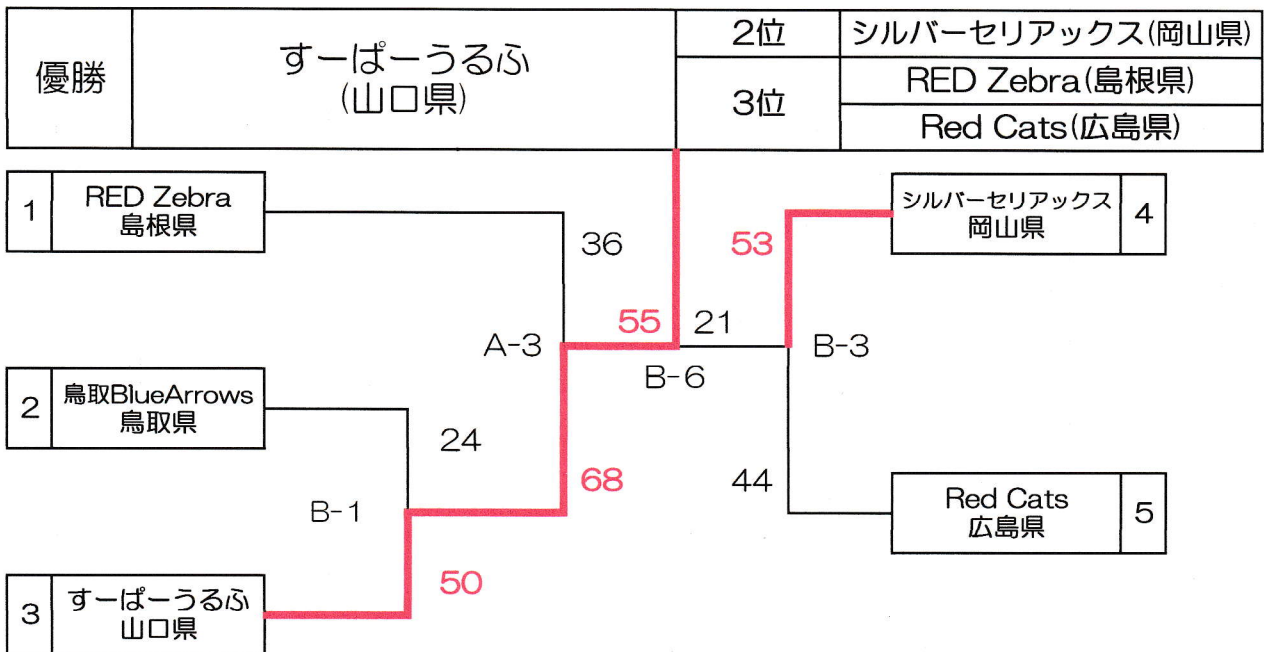 優勝
すーぱーうるふ
(山口県)
2位
シルバーセリアックス(岡山県)
3位
RED Zebra(島根県)
Red Cats(広島県)
1
RED Zebra
島根県
シルバーセリアックス
岡山県
4
36
53
55
21
A-3
B-3
B-6
2
鳥取BlueArrows
鳥取県
24
68
44
B-1
Red Cats
広島県
5
50
3
すーぱーうるふ
山口県